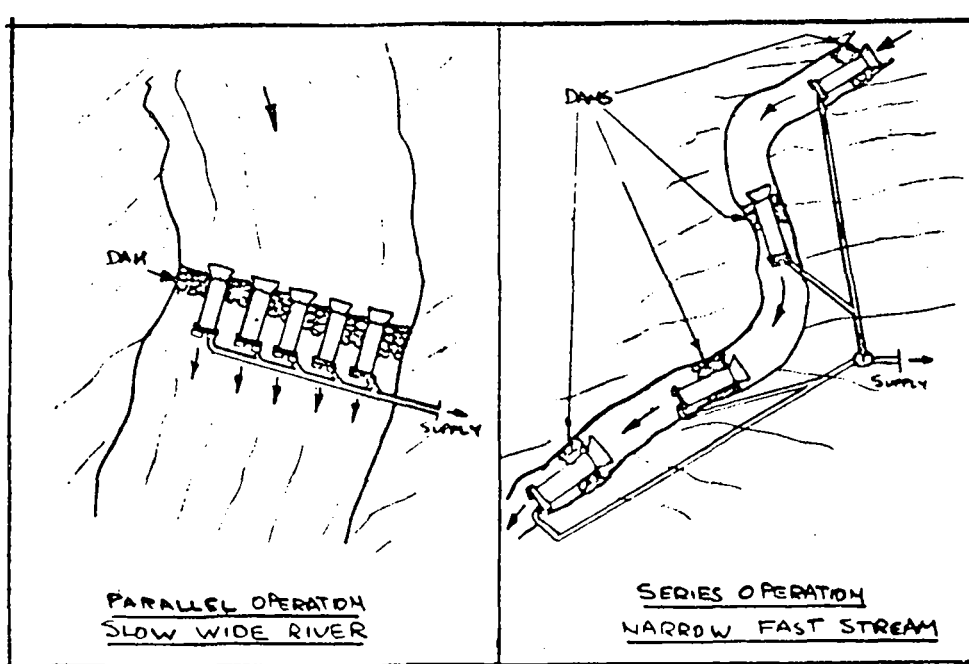 DAM
SUPPLY
PARALLEL OPERATION
SLOW WIDE RIVER
DAMS
SUPPLY
SERIES OPERATION
NARROW FAST STREAM